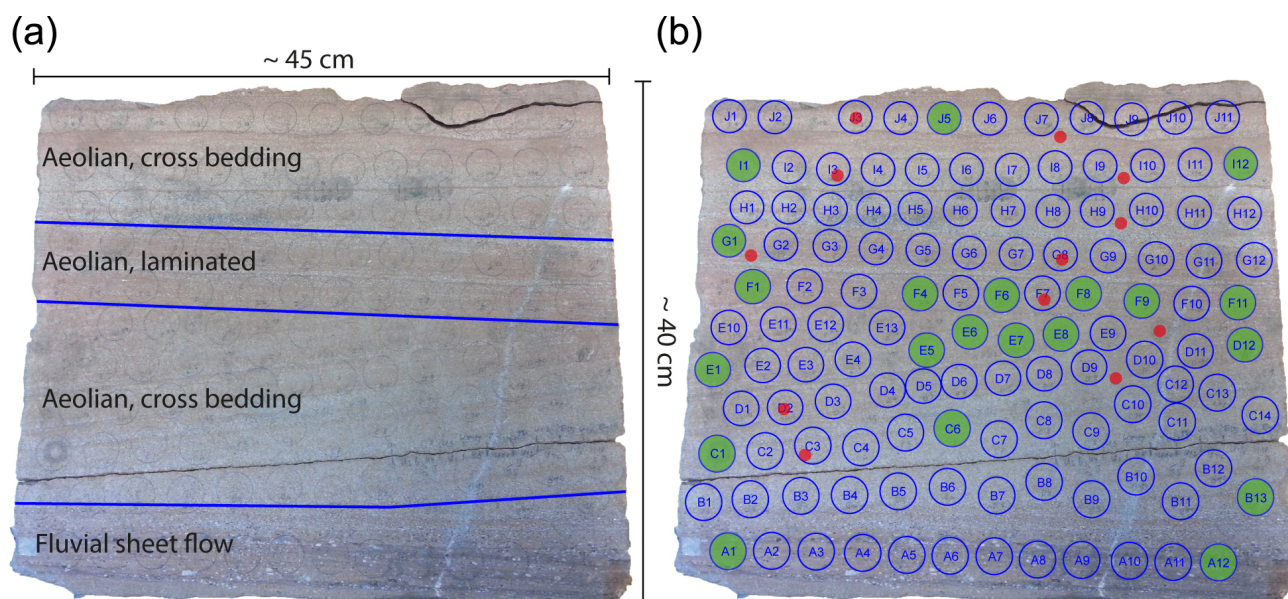 (a)
~ 45 cm
Aeolian, cross bedding
Aeolian, laminated
Aeolian, cross bedding
Fluvial sheet flow
~ 40 cm
(b)
J1 J2 J3 J4 J5 J6 J7 J8 J9 J10 J11
I1 I2 I3 I4 I5 I6 I7 I8 I9 I10 I11 I12
H1 H2 H3 H4 H5 H6 H7 H8 H9 H10 H11 H12
G1 G2 G3 G4 G5 G6 G7 G8 G9 G10 G11 G12
F1 F2 F3 F4 F5 F6 F7 F8 F9 F10 F11
E10 E11 E12 E13 E5 E6 E7 E8 E9 D10 D11 D12
E1 E2 E3 E4 D4 D5 D6 D7 D8 D9 C12 C13
D1 D2 D3 C5 C6 C7 C8 C9 C10 C11 C14
C1 C2 C3 C4
B1 B2 B3 B4 B5 B6 B7 B8 B9 B10 B11 B12 B13
A1 A2 A3 A4 A5 A6 A7 A8 A9 A10 A11 A12